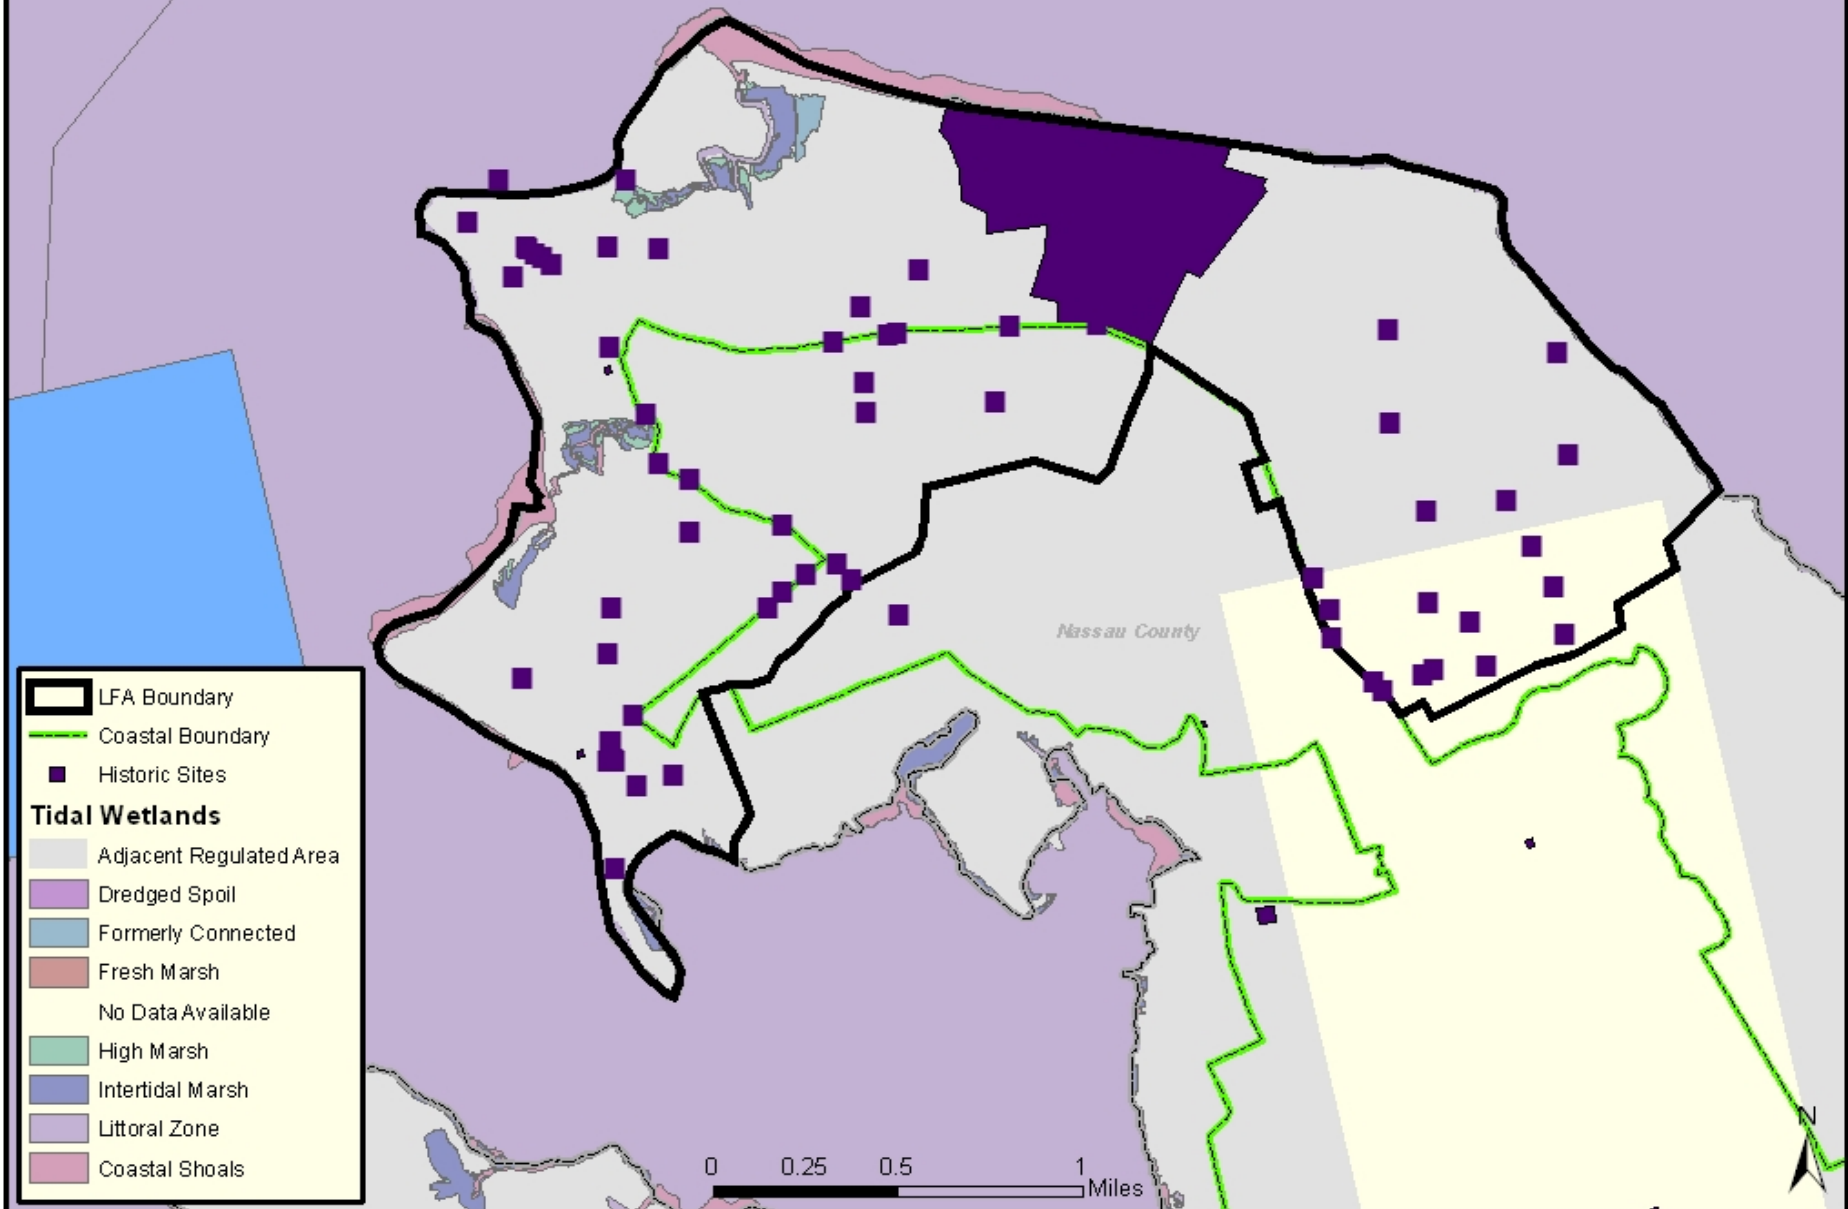 Nassau County
LFA Boundary
Coastal Boundary
Historic Sites
Tidal Wetlands
Adjacent Regulated Area
Dredged Spoil
Formerly Connected
Fresh Marsh
No Data Available
High Marsh
Intertidal Marsh
Littoral Zone
Coastal Shoals
0 0.25 0.5 1
Miles
N